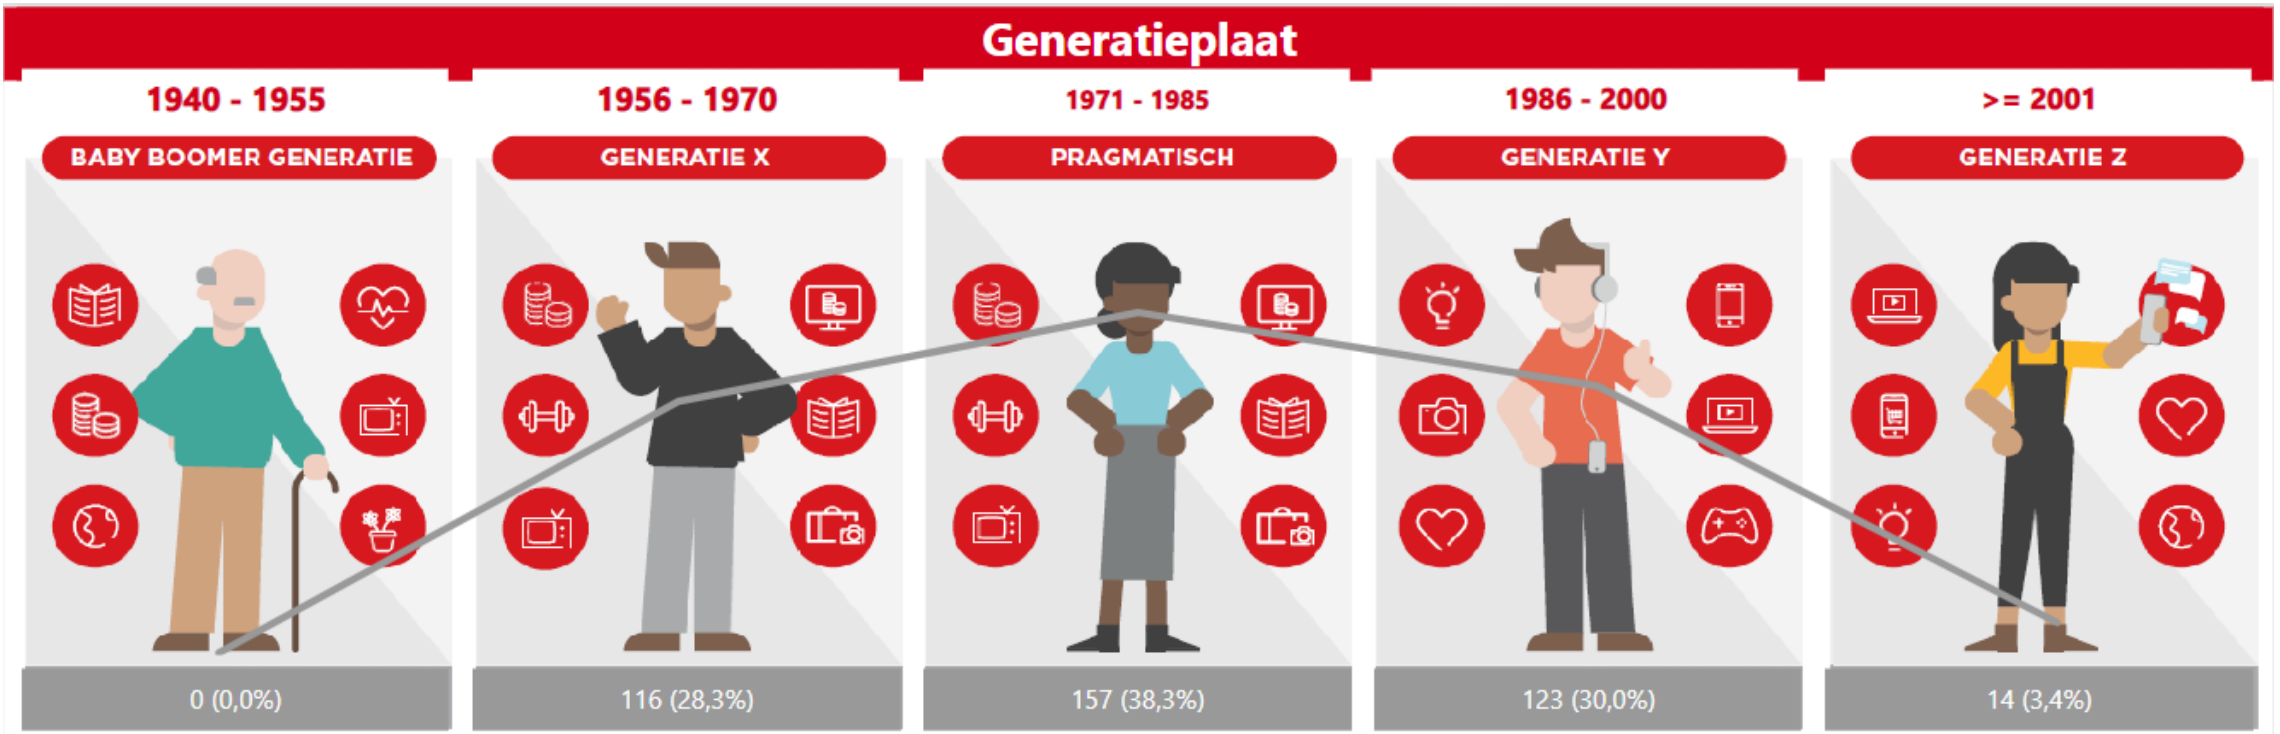 Generatieplaat
1940 - 1955
1956 - 1970
1971 - 1985
1986 - 2000
>= 2001
BABY BOOMER GENERATIE
GENERATIE X
PRAGMATISCH
GENERATIE Y
GENERATIE Z
0 (0,0%)
116 (28,3%)
157 (38,3%)
123 (30,0%)
14 (3,4%)